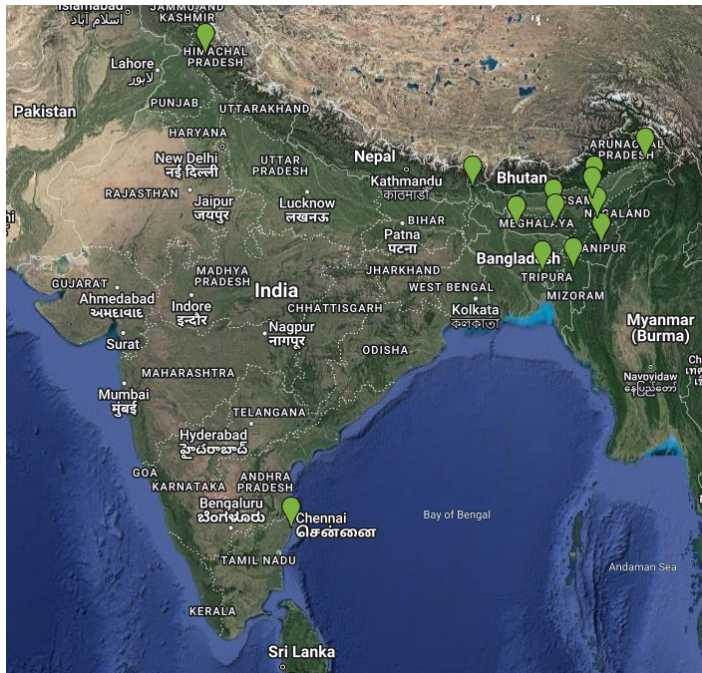 Islamabad
اسلام آباد
JAMMU AND
KASHMIR
HIMACHAL
PRADESH
Lahore
لاہور
Pakistan
PUNJAB
UTTARAKHAND
HARYANA
New Delhi
नई दिल्ली
UTTAR
PRADESH
Nepal
Kathmandu
काठमाडौँ
Bhutan
ARUNACHAL
PRADESH
RAJASTHAN
Jaipur
जयपुर
Lucknow
लखनऊ
BIHAR
Patna
पटना
MEGHALAYA
NAGALAND
Bangladesh
TRIPURA
MIZORAM
JHARKHAND
WEST BENGAL
Kolkata
কলকাতা
GUJARAT
Ahmedabad
અમદાવાદ
MADHYA
PRADESH
Indore
इन्दौर
India
CHHATTISGARH
Nagpur
नागपूर
Surat
ODISHA
Myanmar
(Burma)
Naypyidaw
နေပြည်တော်
MAHARASHTRA
Mumbai
मुंबई
TELANGANA
Hyderabad
హైదరాబాద్
GOA
KARNATAKA
ANDHRA
PRADESH
Bengaluru
ಬೆಂಗಳೂರು
Chennai
சென்னை
Bay of Bengal
TAMIL NADU
Andaman Sea
KERALA
Sri Lanka